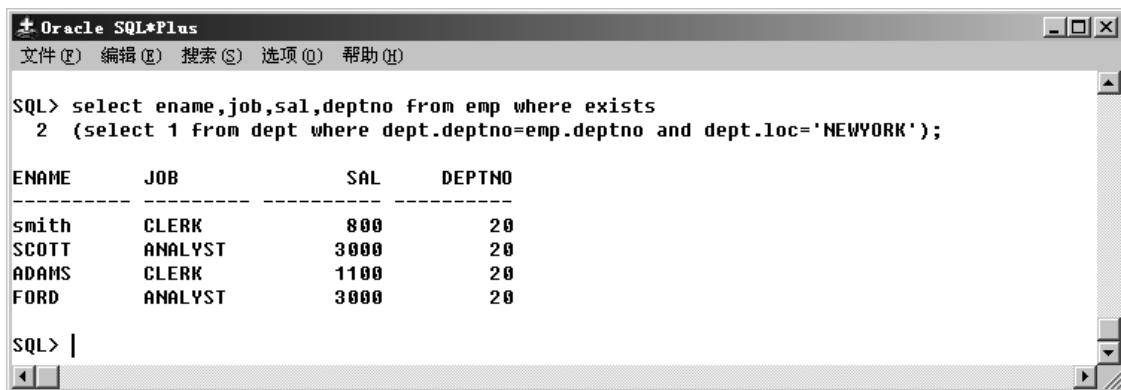 Oracle SQL*Plus
文件(F) 编辑(E) 搜索(S) 选项(O) 帮助(H)
SQL> select ename,job,sal,deptno from emp where exists
  2  (select 1 from dept where dept.deptno=emp.deptno and dept.loc='NEWYORK');
ENAME      JOB              SAL     DEPTNO
---------- --------- ---------- ----------
smith      CLERK            800         20
SCOTT      ANALYST         3000         20
ADAMS      CLERK           1100         20
FORD       ANALYST         3000         20
SQL>